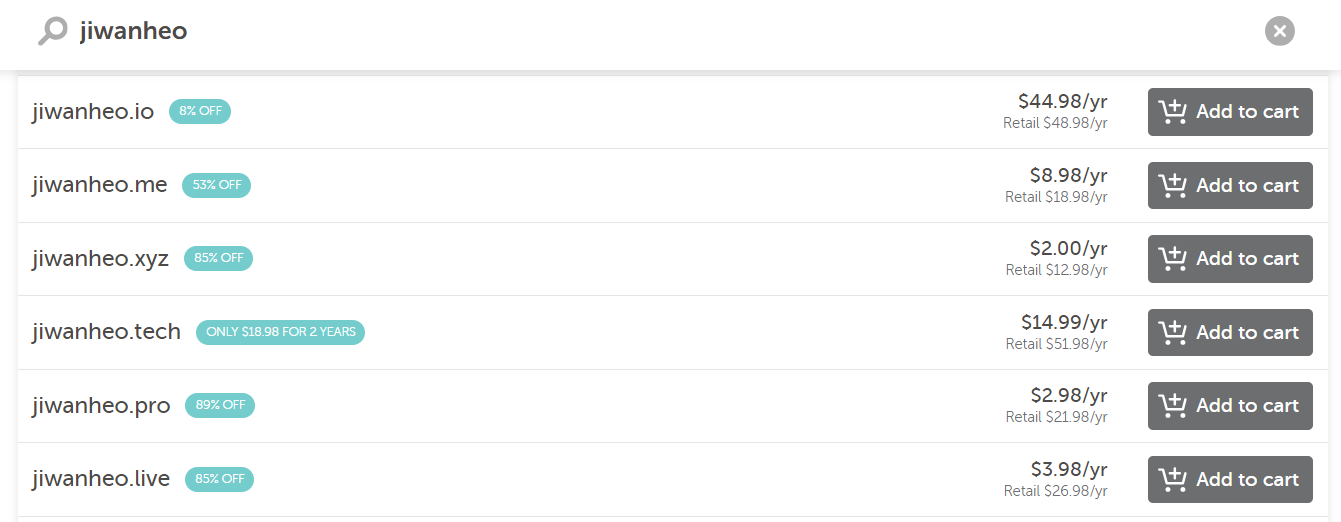 jiwanheo
jiwanheo.io 8% OFF $44.98/yr Add to cart
Retail $48.98/yr
jiwanheo.me 53% OFF $8.98/yr Add to cart
Retail $18.98/yr
jiwanheo.xyz 85% OFF $2.00/yr Add to cart
Retail $12.98/yr
jiwanheo.tech ONLY $18.98 FOR 2 YEARS $14.99/yr Add to cart
Retail $51.98/yr
jiwanheo.pro 89% OFF $2.98/yr Add to cart
Retail $21.98/yr
jiwanheo.live 85% OFF $3.98/yr Add to cart
Retail $26.98/yr